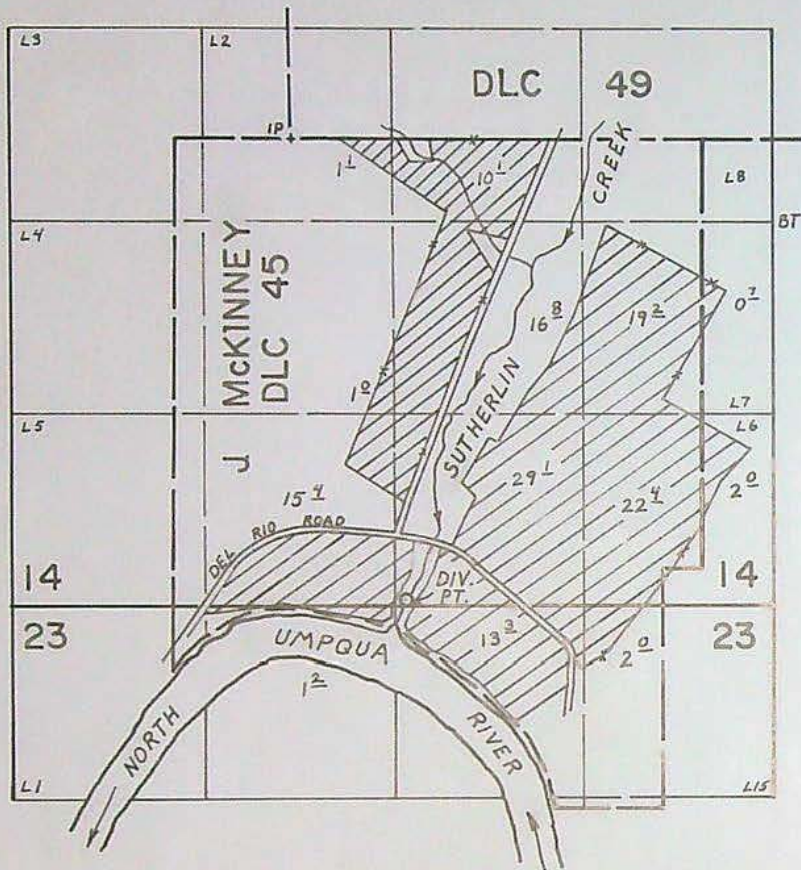 L3
L2
DLC 49
IP
1 1
10 1
CREEK
L8
L4
BT
J McKINNEY
DLC 45
16 8
19 2
0 7
1 0
L7
L5
L6
SUTHERLIN
15 4
29 1
22 4
2 0
DEL RIO ROAD
14
DIV.
PT.
14
23
23
UMPQUA
13 3
2 0
1 2
NORTH
RIVER
L1
L15